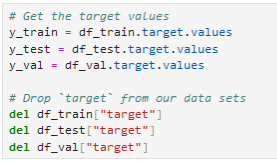 # Get the target values
y_train = df_train.target.values
y_test = df_test.target.values
y_val = df_val.target.values

# Drop `target` from our data sets
del df_train["target"]
del df_test["target"]
del df_val["target"]